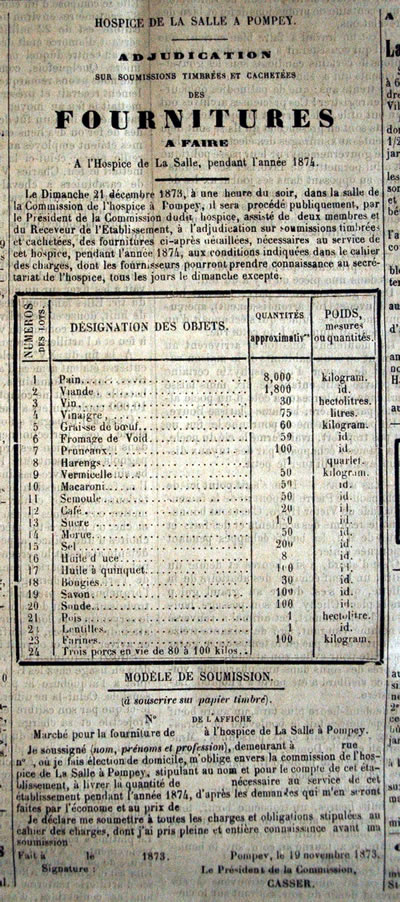 HOSPICE DE LA SALLE A POMPEY.
ADJUDICATION
SUR SOUMISSIONS TIMBRÉES ET CACHETÉES
DES
FOURNITURES
A FAIRE
A l'Hospice de La Salle, pendant l'année 1874.
Le Dimanche 21 décembre 1873, à une heure du soir, dans la salle de
la Commission de l'hospice à Pompey, il sera procédé publiquement, par
le Président de la Commission dudit hospice, assisté de deux membres et
du Receveur de l'Etablissement, à l'adjudication sur soumissions timbrées
et cachetées, des fournitures ci-après détaillées, nécessaires au service de
cet hospice, pendant l'année 1874, aux conditions indiquées dans le cahier
des charges, dont les fournisseurs pourront prendre connaissance au secré-
tariat de l'hospice, tous les jours le dimanche excepté.
NUMÉROS DES LOTS. DÉSIGNATION DES OBJETS. QUANTITÉS approximativ^es POIDS, mesures ou quantités.
1 Pain 8,000 kilogram.
2 Viande 1,800 id.
3 Vin 30 hectolitres.
4 Vinaigre 75 litres.
5 Graisse de bœuf 60 kilogram.
6 Fromage de Void 50 id.
7 Pruneaux 100 id.
8 Harengs 1 quartel.
9 Vermicelle 50 kilogram.
10 Macaroni 50 id.
11 Semoule 50 id.
12 Café 20 id.
13 Sucre 100 id.
14 Morue 50 id.
15 Sel 200 id.
16 Huile d 8 id.
17 Huile à quinquet 100 id.
18 Bougies 30 id.
19 Savon 100 id.
20 Soude 100 id.
21 Pois 1 hectolitre.
22 Lentilles 1 id.
23 Farines 100 kilogram.
24 Trois porcs en vie de 80 à 100 kilos
MODÈLE DE SOUMISSION.
(à souscrire sur papier timbré).
N° DE L'AFFICHE
Marché pour la fourniture de à l'hospice de La Salle à Pompey.
Je soussigné (nom, prénoms et profession), demeurant à rue
n° , où je fais élection de domicile, m'oblige envers la commission de l'hos-
pice de La Salle à Pompey, stipulant au nom et pour le compte de cet éta-
blissement, à livrer la quantité de nécessaire au service de cet
établissement pendant l'année 1874, d'après les demandes qui m'en seront
faites par l'économe et au prix de
Je déclare me soumettre à toutes les charges et obligations stipulées au
cahier des charges, dont j'ai pris pleine et entière connaissance avant ma
soumission
Fait à le 1873. Pompey, le 19 novembre 1873.
Signature : Le Président de la Commission,
GASSER.